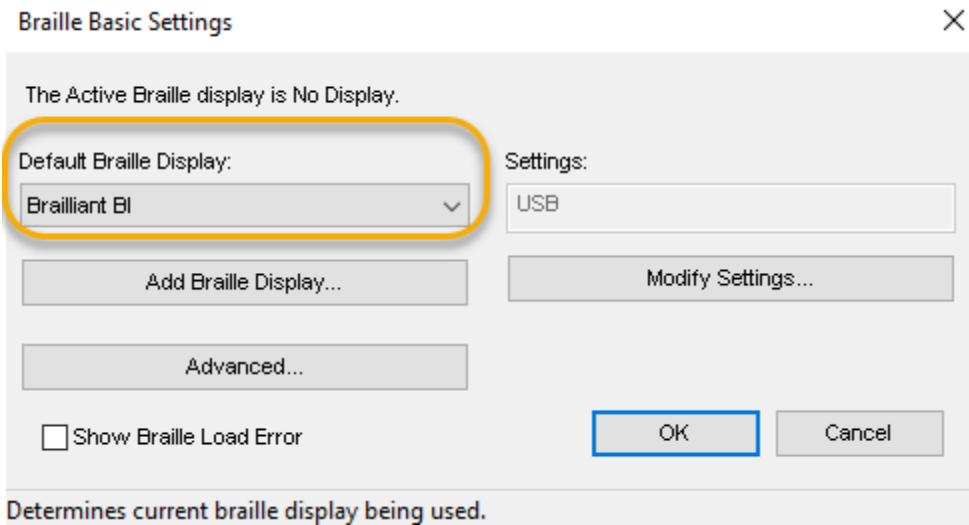 Braille Basic Settings
The Active Braille display is No Display.
Default Braille Display:
Settings:
Brailliant BI
USB
Add Braille Display...
Modify Settings...
Advanced...
Show Braille Load Error
OK
Cancel
Determines current braille display being used.